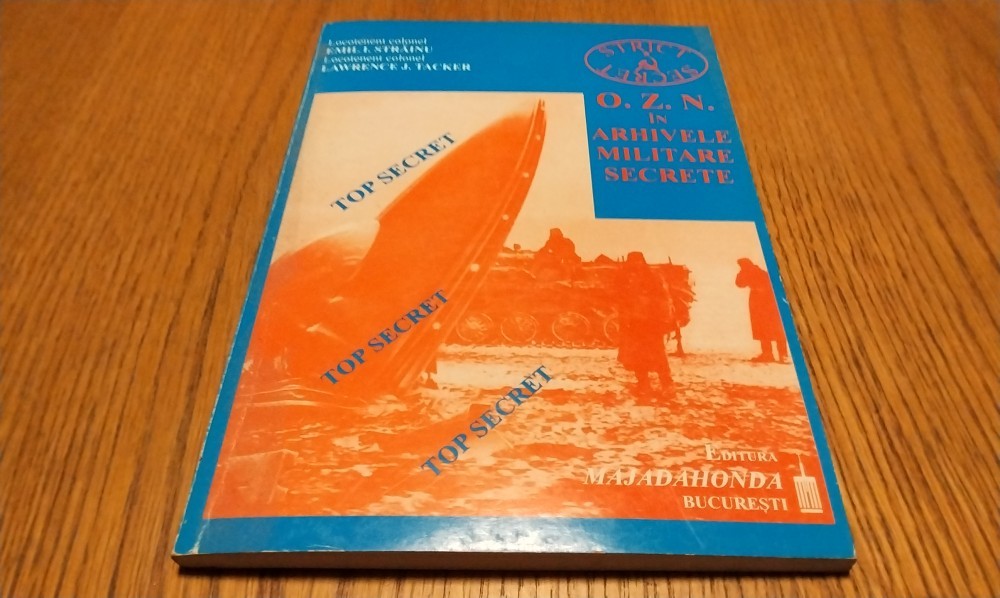 Locotenent colonel
EMIL I. STRĂINU
Locotenent colonel
LAWRENCE J. TACKER
STRICT
SECRET
O. Z. N.
ÎN
ARHIVELE
MILITARE
SECRETE
TOP SECRET
TOP SECRET
TOP SECRET
EDITURA
MAJADAHONDA
BUCUREȘTI